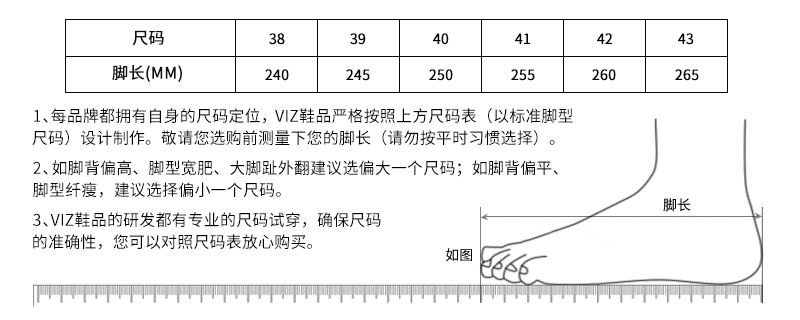 尺码 38 39 40 41 42 43
脚长(MM) 240 245 250 255 260 265
1、每品牌都拥有自身的尺码定位，VIZ鞋品严格按照上方尺码表（以标准脚型
尺码）设计制作。敬请您选购前测量下您的脚长（请勿按平时习惯选择）。
2、如脚背偏高、脚型宽肥、大脚趾外翻建议选偏大一个尺码；如脚背偏平、
脚型纤瘦，建议选择偏小一个尺码。
3、VIZ鞋品的研发都有专业的尺码试穿，确保尺码
的准确性，您可以对照尺码表放心购买。
脚长
如图